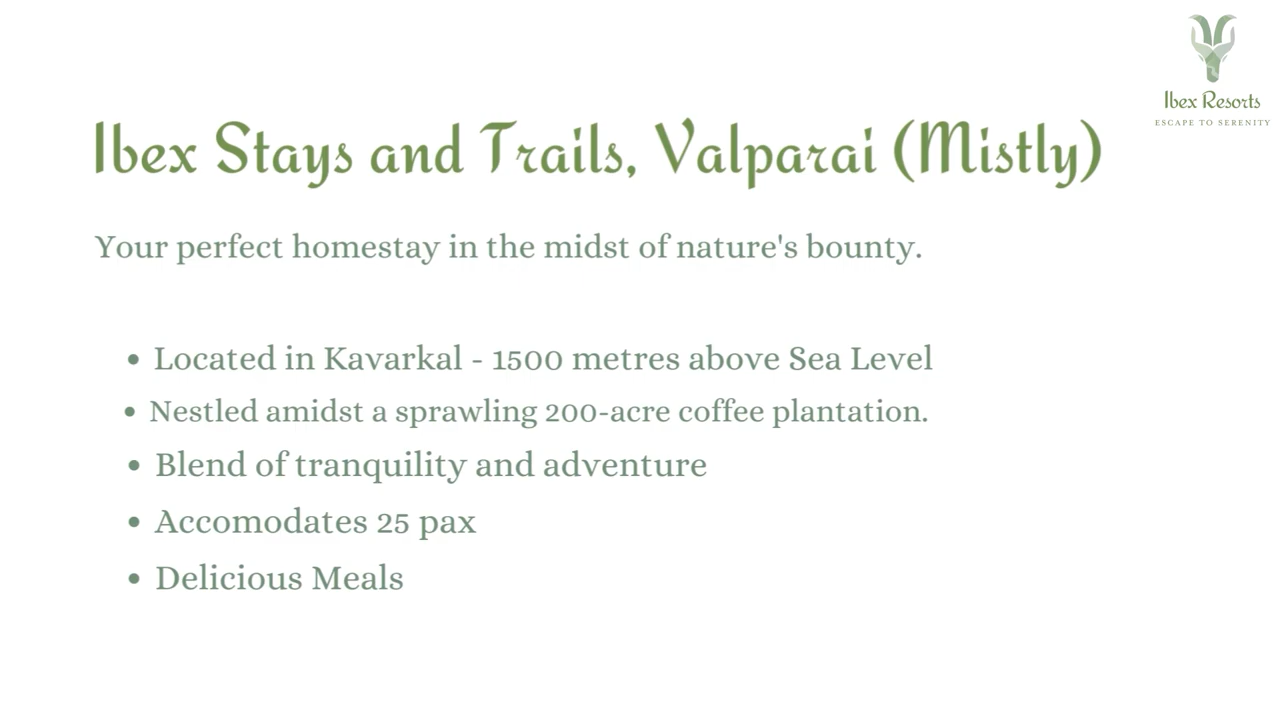 Ibex Resorts
ESCAPE TO SERENITY
Ibex Stays and Trails, Valparai (Mistly)
Your perfect homestay in the midst of nature's bounty.
• Located in Kavarkal - 1500 metres above Sea Level
• Nestled amidst a sprawling 200-acre coffee plantation.
• Blend of tranquility and adventure
• Accomodates 25 pax
• Delicious Meals